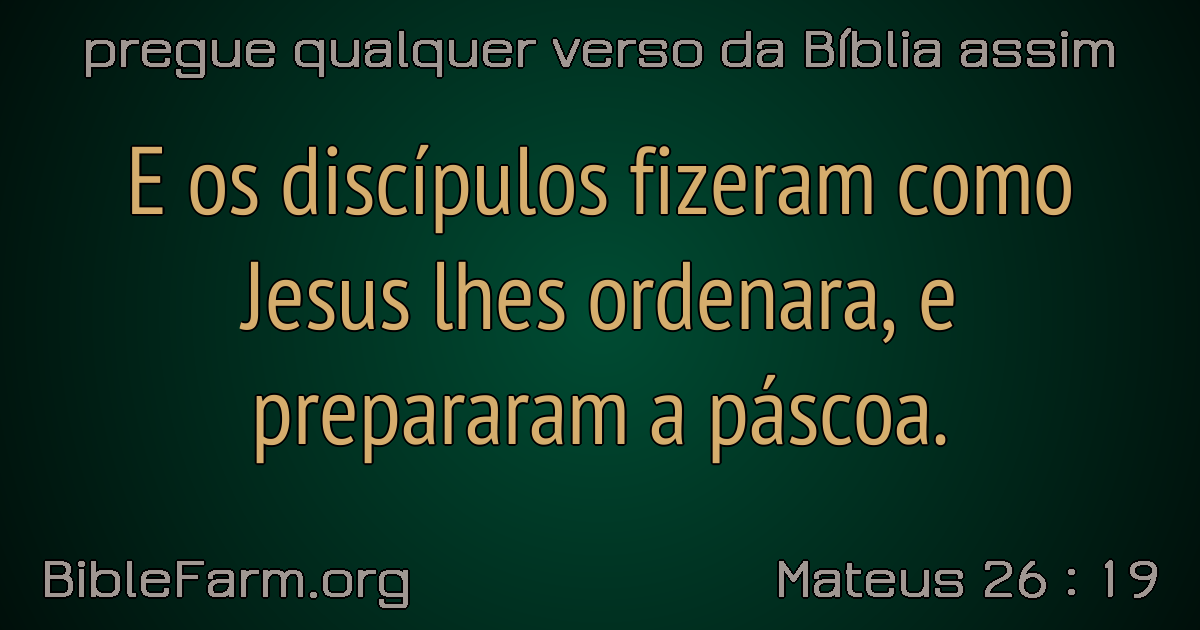 pregue qualquer verso da Bíblia assim
E os discípulos fizeram como
Jesus lhes ordenara, e
prepararam a páscoa.
BibleFarm.org
Mateus 26 : 19